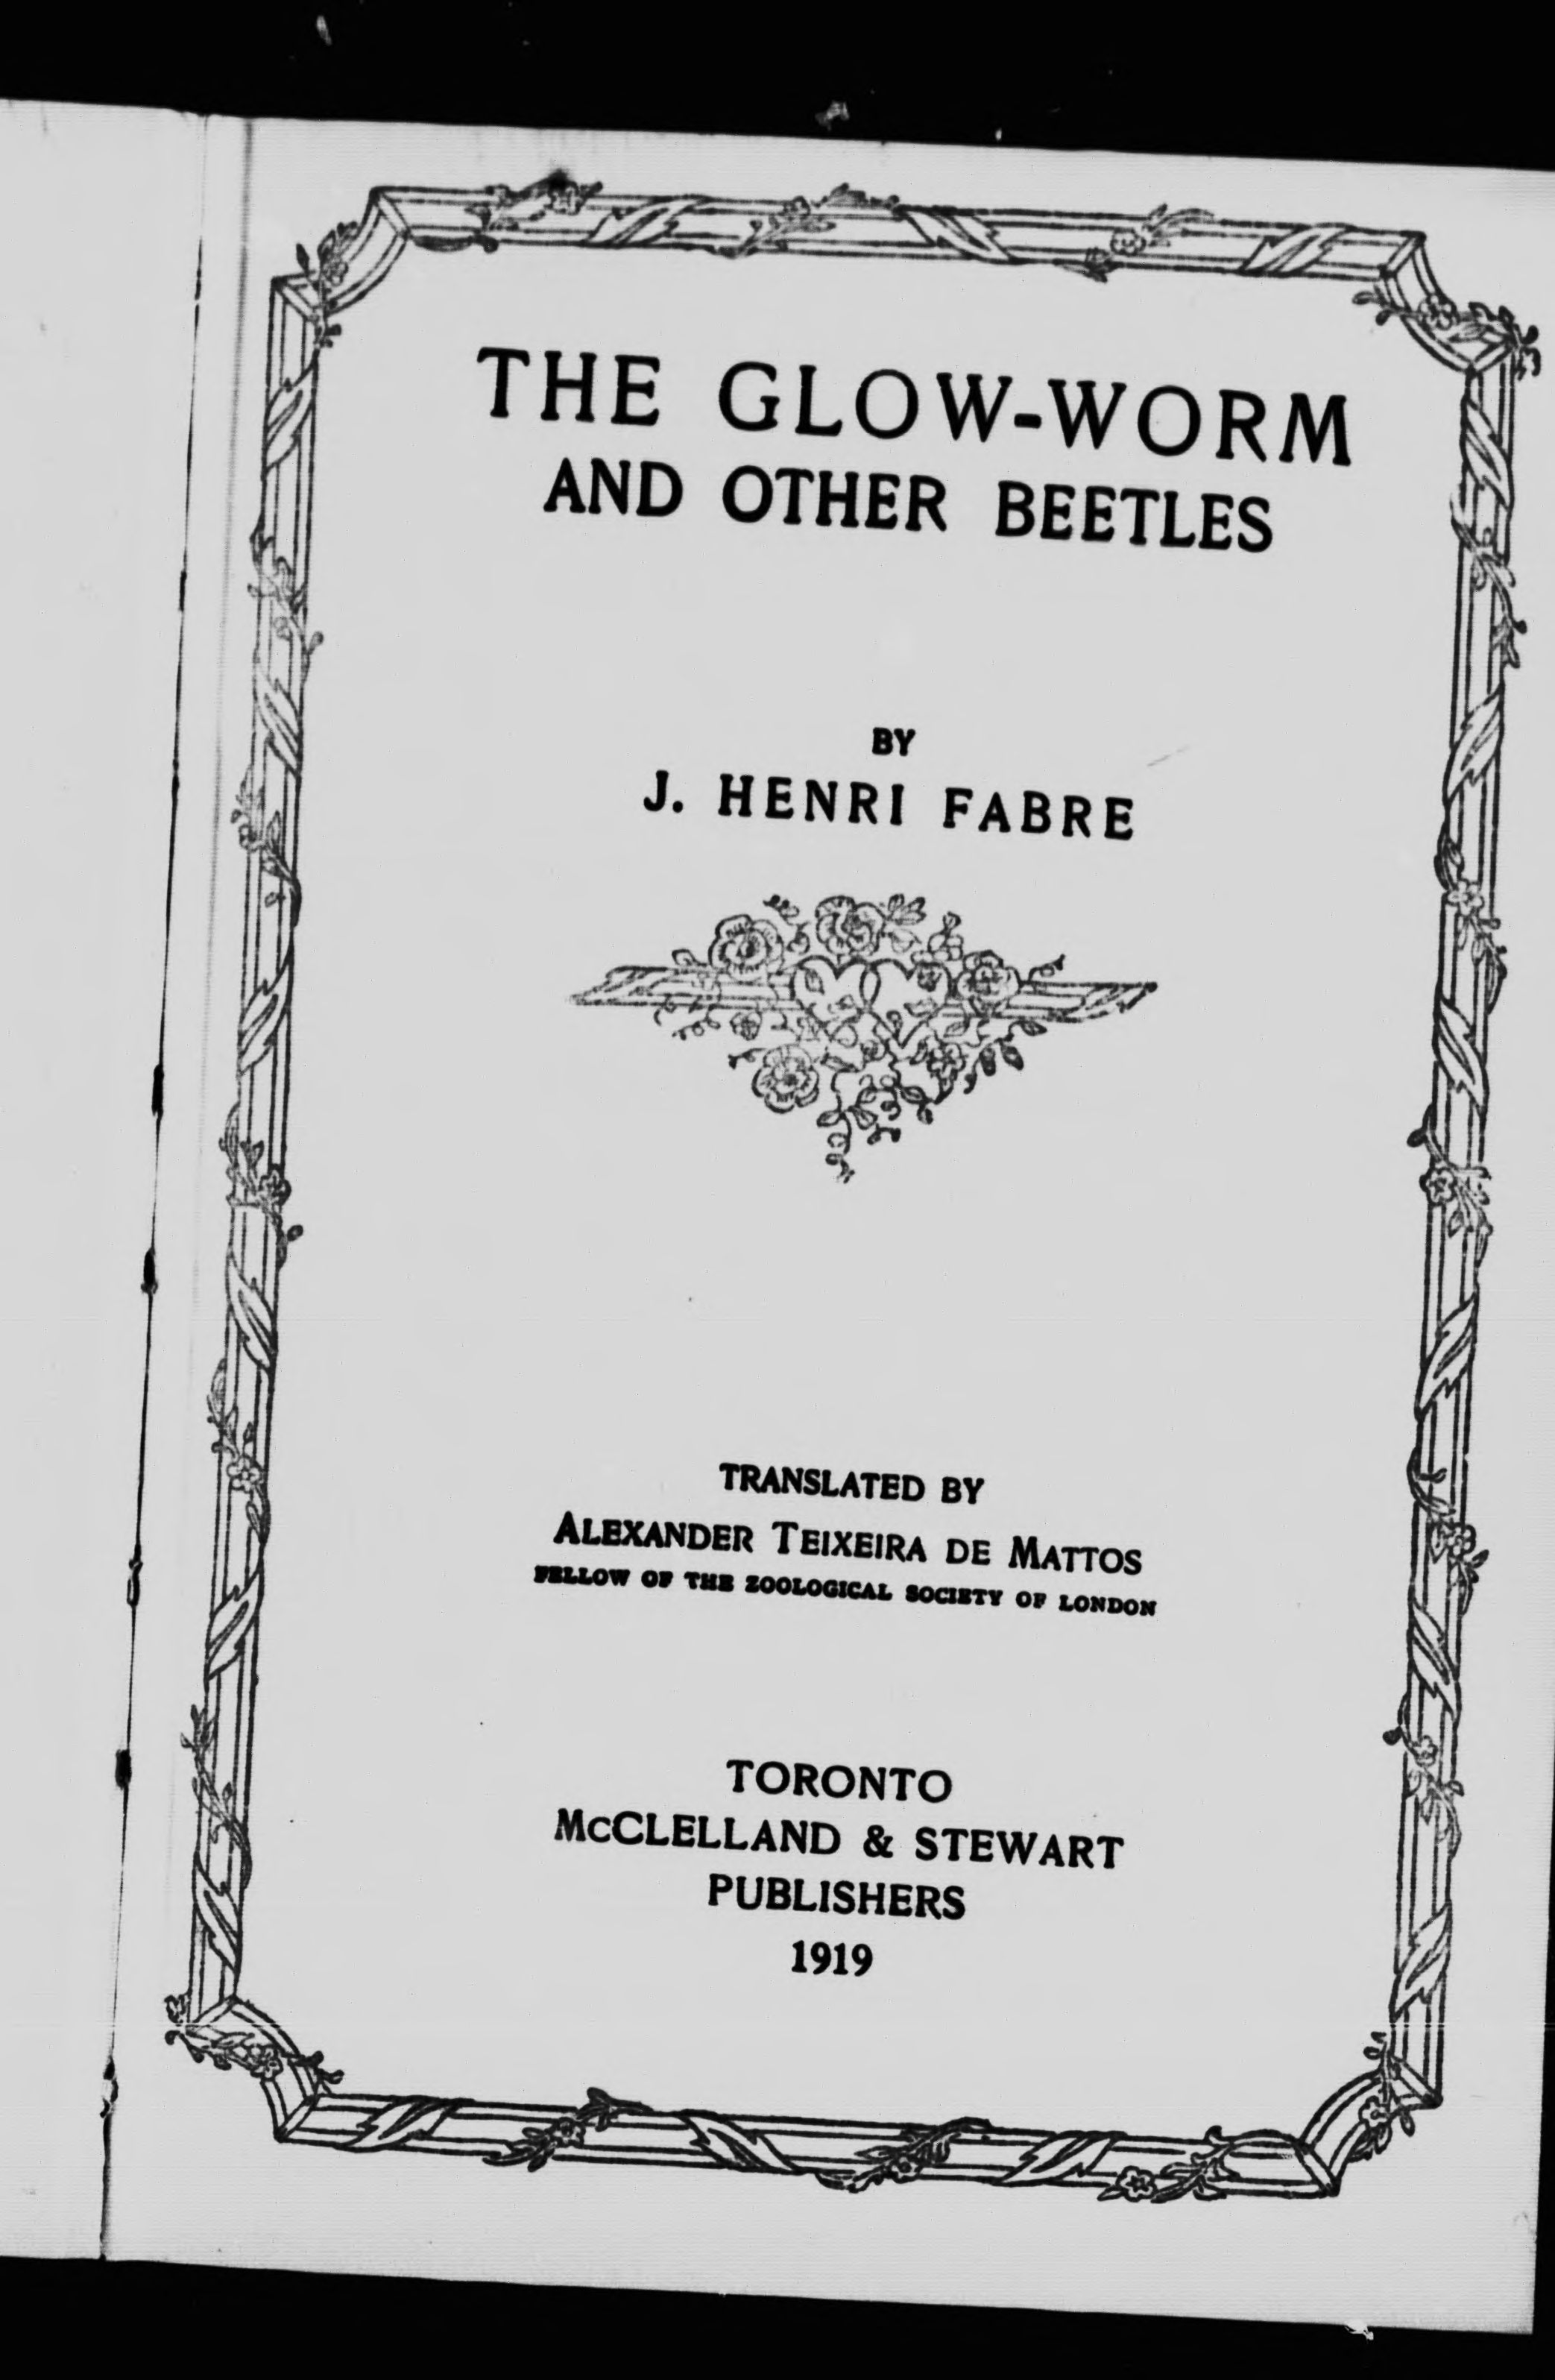 THE GLOW-WORM
AND OTHER BEETLES
BY
J. HENRI FABRE
TRANSLATED BY
ALEXANDER TEIXEIRA DE MATTOS
FELLOW OF THE ZOOLOGICAL SOCIETY OF LONDON
TORONTO
McCLELLAND & STEWART
PUBLISHERS
1919